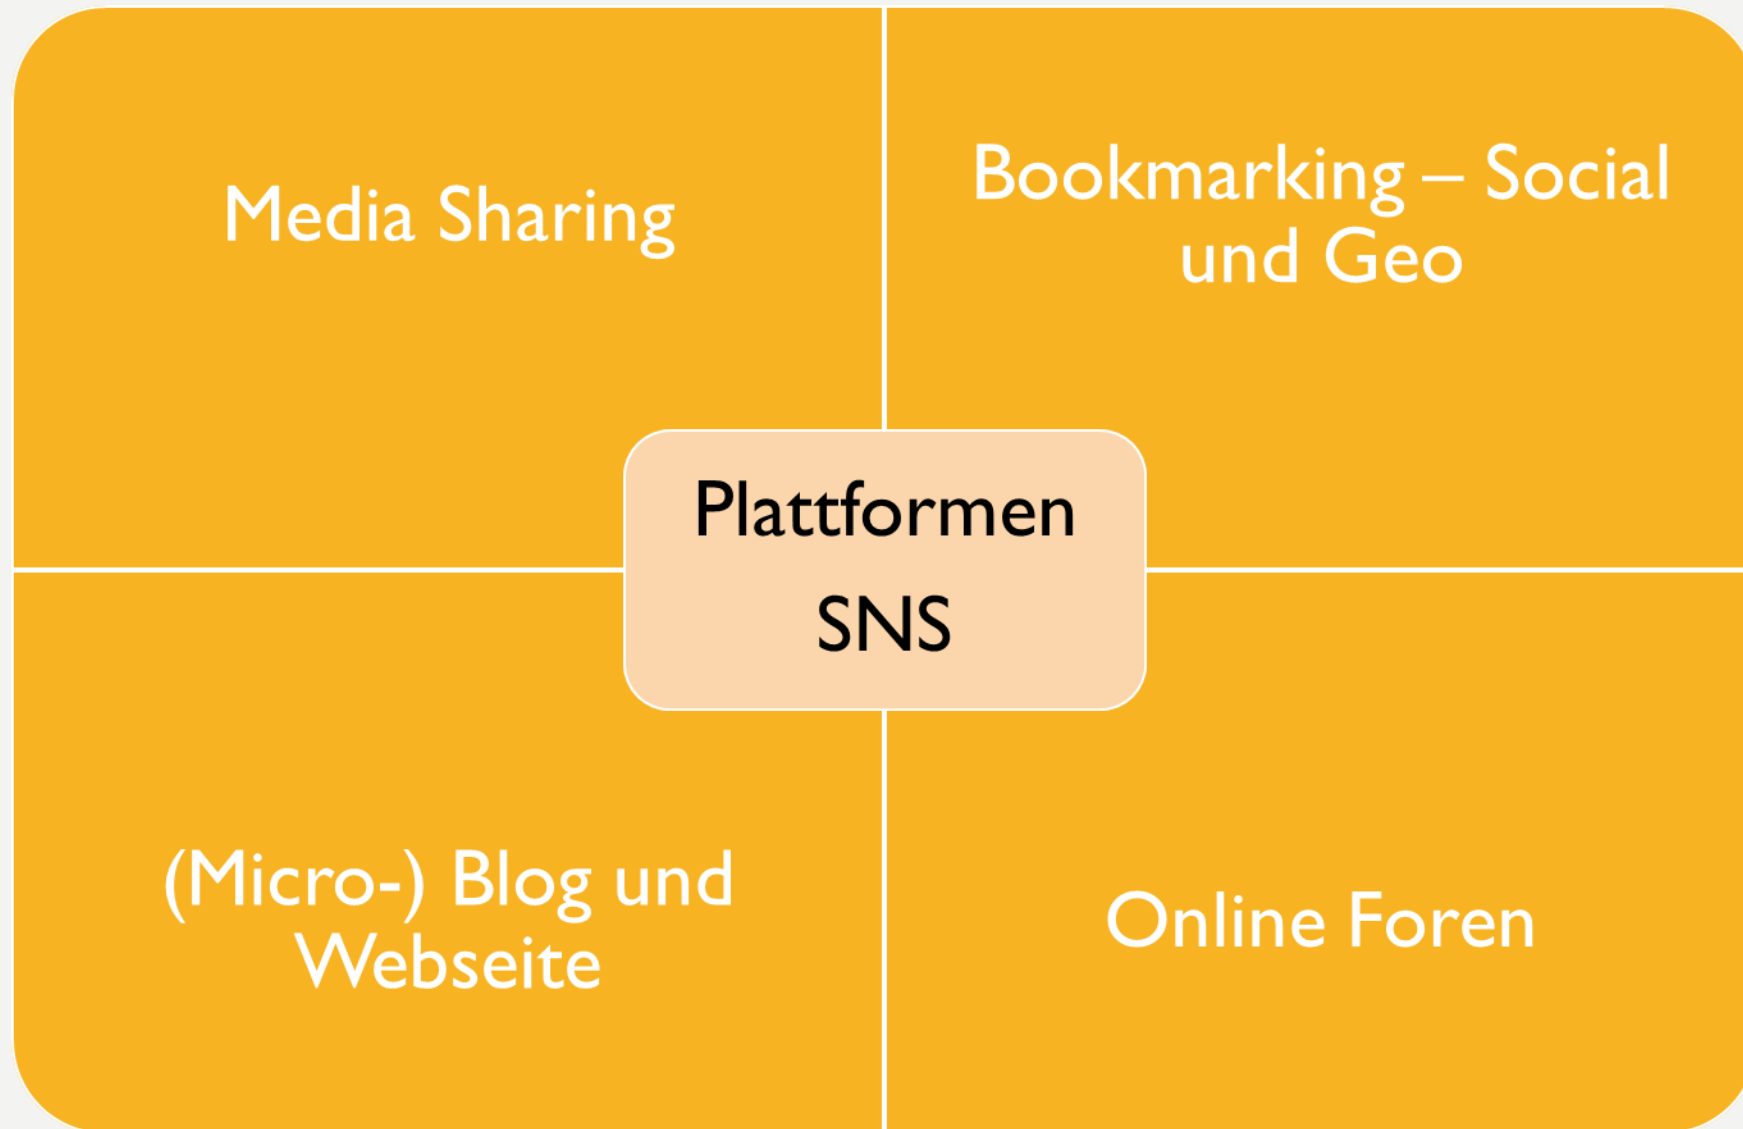 Media Sharing
Bookmarking – Social
und Geo
Plattformen
SNS
(Micro-) Blog und
Webseite
Online Foren